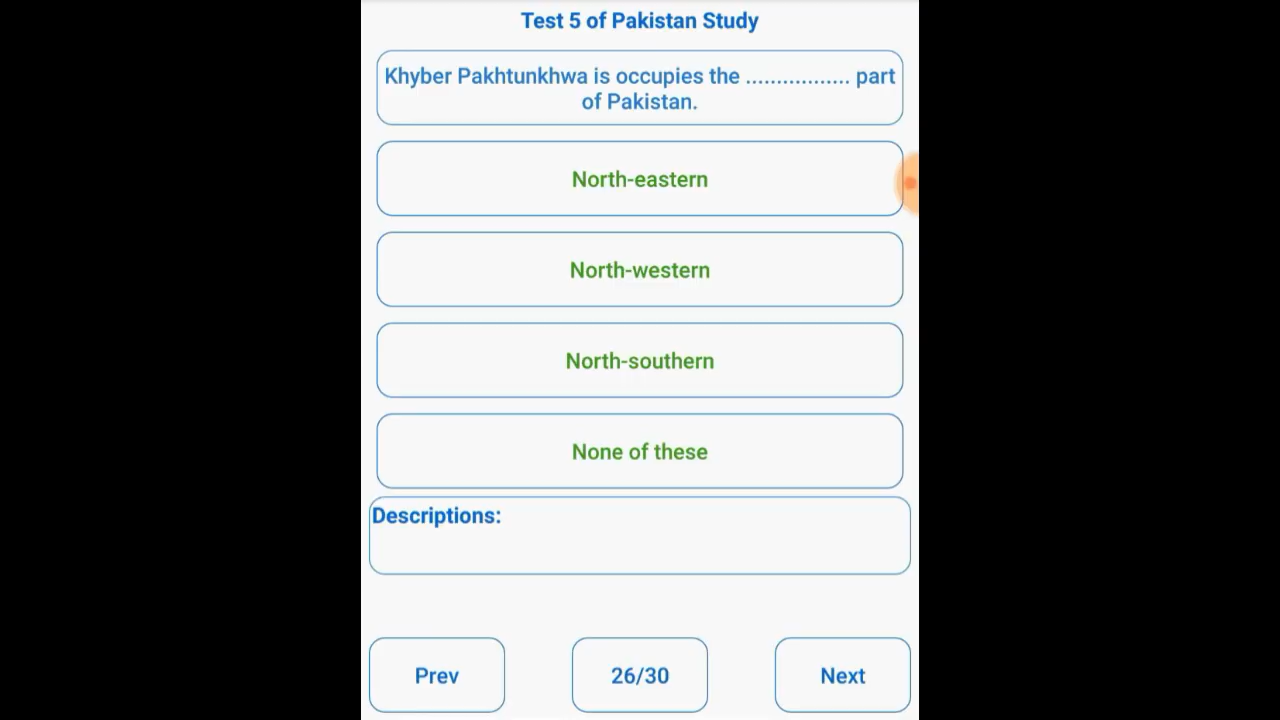 Test 5 of Pakistan Study
Khyber Pakhtunkhwa is occupies the ................. part
of Pakistan.
North-eastern
North-western
North-southern
None of these
Descriptions:
Prev
26/30
Next